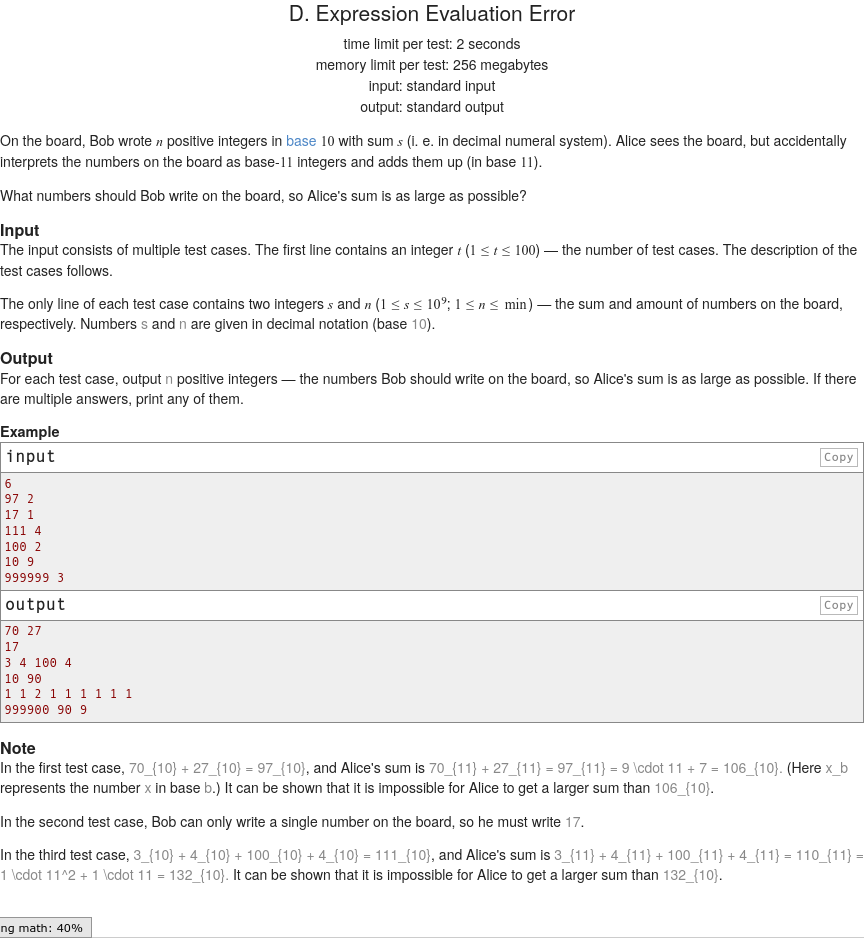 D. Expression Evaluation Error
time limit per test: 2 seconds
memory limit per test: 256 megabytes
input: standard input
output: standard output
On the board, Bob wrote n positive integers in base 10 with sum s (i. e. in decimal numeral system). Alice sees the board, but accidentally
interprets the numbers on the board as base-11 integers and adds them up (in base 11).
What numbers should Bob write on the board, so Alice's sum is as large as possible?
Input
The input consists of multiple test cases. The first line contains an integer t (1 ≤ t ≤ 100) — the number of test cases. The description of the
test cases follows.
The only line of each test case contains two integers s and n (1 ≤ s ≤ 10⁹; 1 ≤ n ≤ min) — the sum and amount of numbers on the board,
respectively. Numbers s and n are given in decimal notation (base 10).
Output
For each test case, output n positive integers — the numbers Bob should write on the board, so Alice's sum is as large as possible. If there
are multiple answers, print any of them.
Example
input Copy
6
97 2
17 1
111 4
100 2
10 9
999999 3
output Copy
70 27
17
3 4 100 4
10 90
1 1 2 1 1 1 1 1 1
999900 90 9
Note
In the first test case, 70_{10} + 27_{10} = 97_{10}, and Alice's sum is 70_{11} + 27_{11} = 97_{11} = 9 \cdot 11 + 7 = 106_{10}. (Here x_b
represents the number x in base b.) It can be shown that it is impossible for Alice to get a larger sum than 106_{10}.
In the second test case, Bob can only write a single number on the board, so he must write 17.
In the third test case, 3_{10} + 4_{10} + 100_{10} + 4_{10} = 111_{10}, and Alice's sum is 3_{11} + 4_{11} + 100_{11} + 4_{11} = 110_{11} =
1 \cdot 11^2 + 1 \cdot 11 = 132_{10}. It can be shown that it is impossible for Alice to get a larger sum than 132_{10}.
ng math: 40%